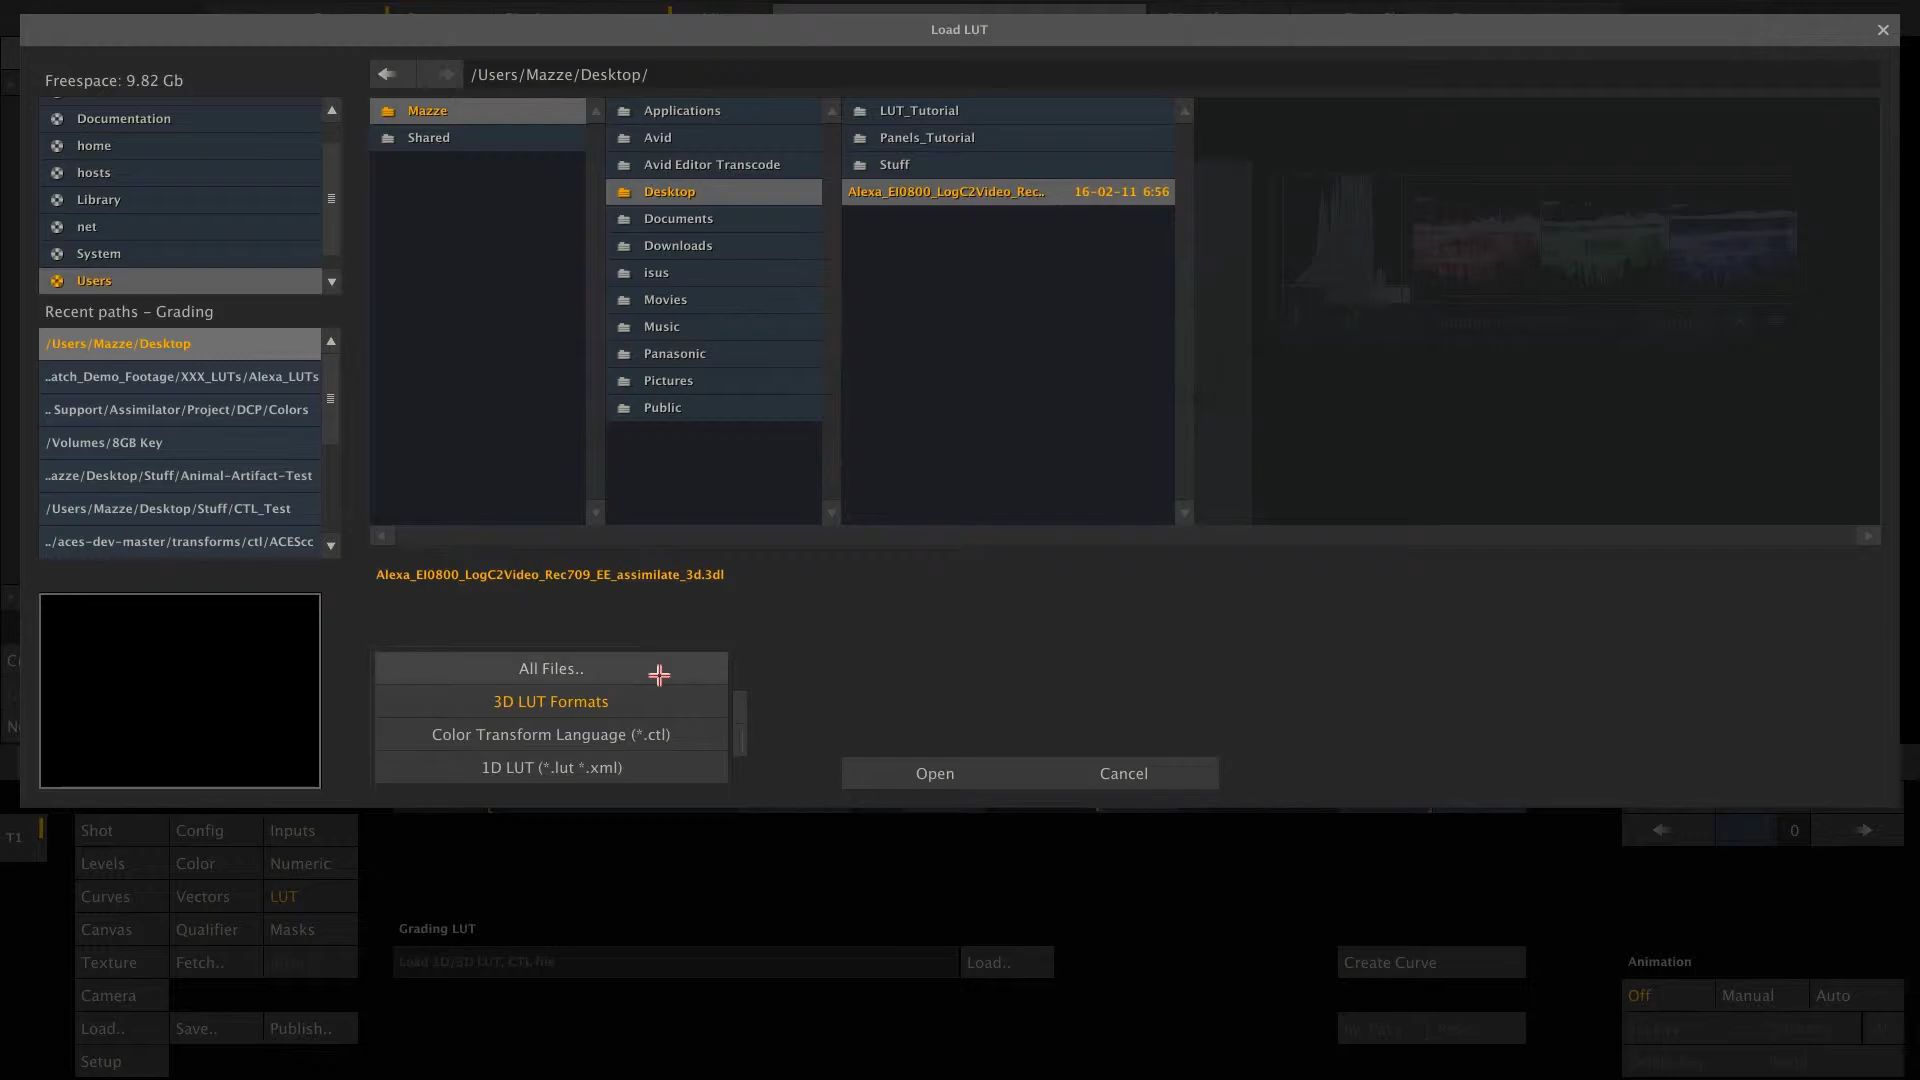 Load LUT
Freespace: 9.82 Gb
/Users/Mazze/Desktop/
Documentation
home
hosts
Library
net
System
Users
Recent paths - Grading
/Users/Mazze/Desktop
..atch_Demo_Footage/XXX_LUTs/Alexa_LUTs
.. Support/Assimilator/Project/DCP/Colors
/Volumes/8GB Key
..azze/Desktop/Stuff/Animal-Artifact-Test
/Users/Mazze/Desktop/Stuff/CTL_Test
../aces-dev-master/transforms/ctl/ACEScc
Mazze
Shared
Applications
Avid
Avid Editor Transcode
Desktop
Documents
Downloads
isus
Movies
Music
Panasonic
Pictures
Public
LUT_Tutorial
Panels_Tutorial
Stuff
Alexa_EI0800_LogC2Video_Rec.. 16-02-11 6:56
Alexa_EI0800_LogC2Video_Rec709_EE_assimilate_3d.3dl
All Files..
3D LUT Formats
Color Transform Language (*.ctl)
1D LUT (*.lut *.xml)
Open Cancel
T1
Shot Config Inputs
Levels Color Numeric
Curves Vectors LUT
Canvas Qualifier Masks
Texture Fetch..
Camera
Load.. Save.. Publish..
Setup
Grading LUT
Load 1D/3D LUT, CTL file Load..
Create Curve
0
Animation
Off Manual Auto